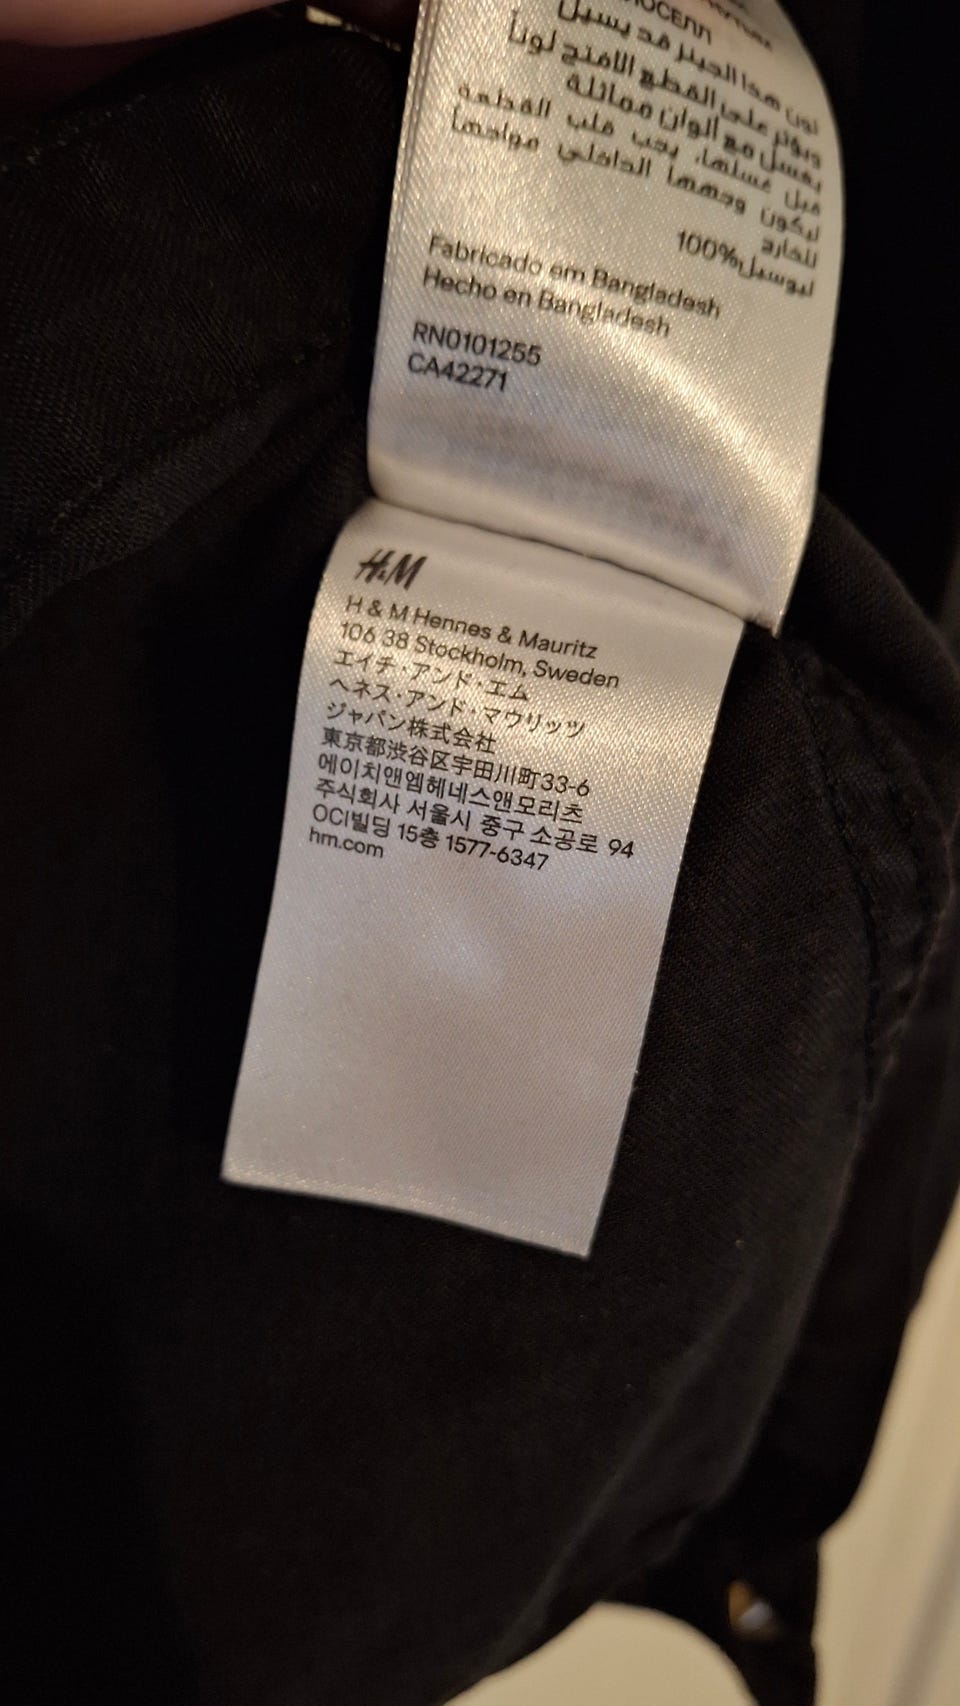 لون هذا الجينز قد يسيل
ويؤثر على القطع الأفتح لوناً
يغسل مع ألوان مماثلة
قبل غسلها، يجب قلب القطعة
ليكون وجهها الداخلي مواجهاً
للخارج
ليوسيل%100
Fabricado em Bangladesh
Hecho en Bangladesh
RN0101255
CA42271
H&M
H & M Hennes & Mauritz
106 38 Stockholm, Sweden
エイチ・アンド・エム
ヘネス・アンド・マウリッツ
ジャパン株式会社
東京都渋谷区宇田川町33-6
에이치앤엠헤네스앤모리츠
주식회사 서울시 중구 소공로 94
OCI빌딩 15층 1577-6347
hm.com